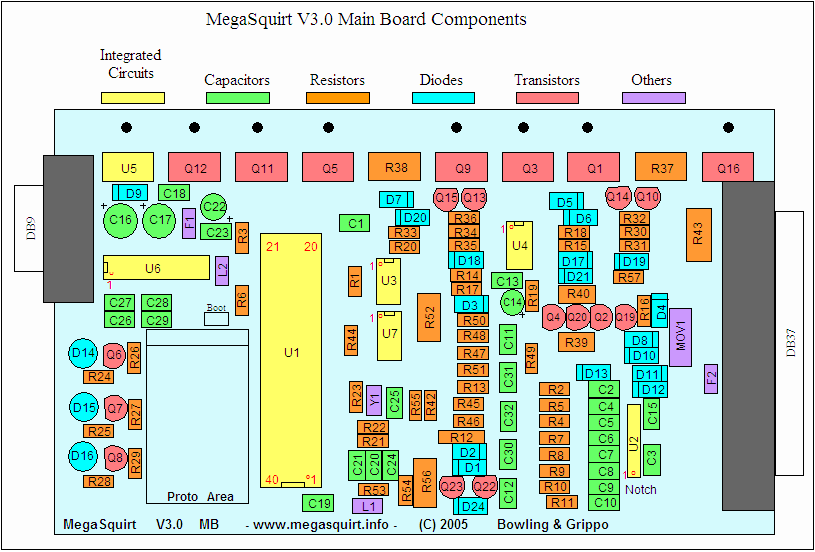 MegaSquirt V3.0 Main Board Components
Integrated Circuits Capacitors Resistors Diodes Transistors Others
U5 Q12 Q11 Q5 R38 Q9 Q3 Q1 R37 Q16
D9 C18 D7 Q15 Q13 D5 Q14 Q10
C16 C17 C22 F1 C23 R3 C1 D20 R36 D6 R32 R43
+ + +
R33 R34 U4 R18 R30
R20 R35 R15 R31
DB9 21 20 D18 1 D17 D19
U6 L2 1 U3 R14 D21 R57
1 R1 R17 C13 R19 R40
C27 C28 R6 R52 D3 C14 + R16 D4
C26 C29 Boot 1 U7 R50 Q4 Q20 Q2 Q19 MOV1
R44 R48 C11 R39 D8
D14 Q6 R26 U1 R47 R49 D10 DB37
R24 R51 C31 D13 D11 F2
R23 Y1 C25 R55 R42 R13 R2 C2 D12
D15 Q7 R27 R45 C32 R5 C4 U2 C15
R25 R22 R46 R4 C5
R21 R12 R7 C6
D16 Q8 R29 C21 C20 C24 D2 C30 R8 C7 C3
R28 40 1 R54 R56 D1 R9 C8 1
R53 Q23 Q22 C12 R10 C9 Notch
Proto Area C19 L1 D24 R11 C10
MegaSquirt V3.0 MB - www.megasquirt.info - (C) 2005 Bowling & Grippo